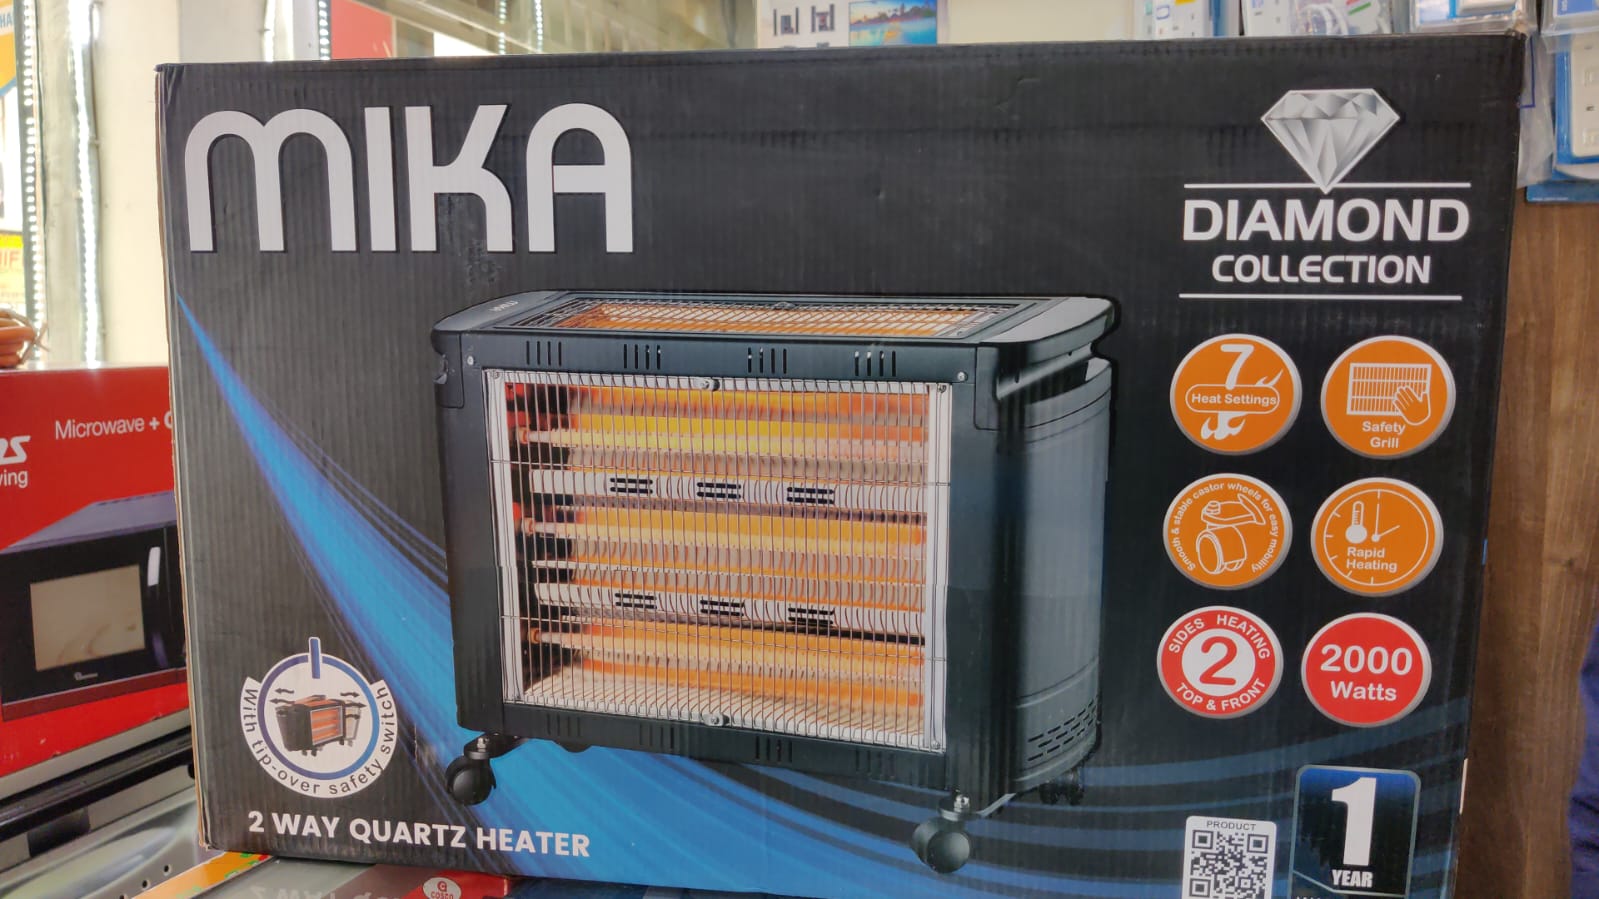 MIKA
DIAMOND
COLLECTION
7
Heat Settings
Safety
Grill
Smooth & stable castor wheels for easy mobility
Rapid
Heating
SIDES HEATING
2
TOP & FRONT
2000
Watts
With tip-over safety switch
2 WAY QUARTZ HEATER
PRODUCT
1
YEAR
Microwave +